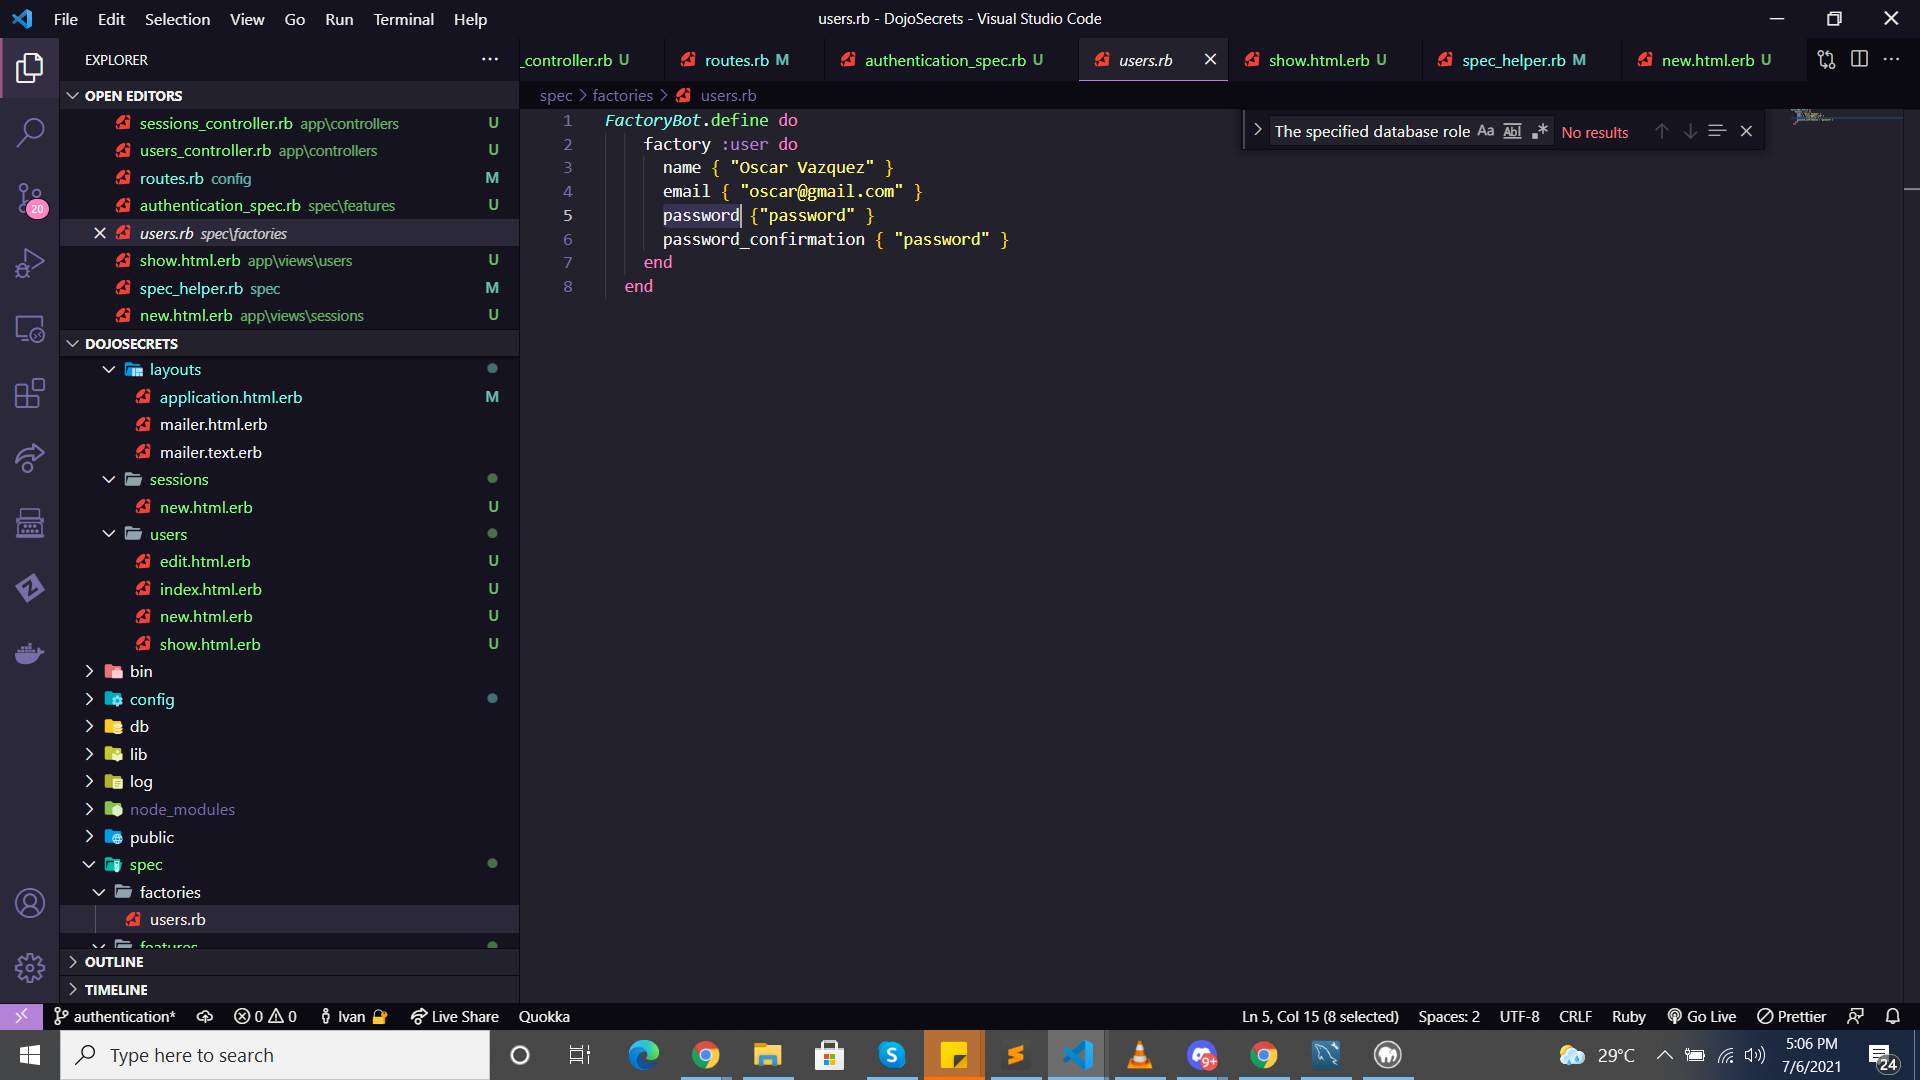 File Edit Selection View Go Run Terminal Help
users.rb - DojoSecrets - Visual Studio Code
EXPLORER
_controller.rb U
routes.rb M
authentication_spec.rb U
users.rb
show.html.erb U
spec_helper.rb M
new.html.erb U
OPEN EDITORS
sessions_controller.rb app\controllers U
users_controller.rb app\controllers U
routes.rb config M
authentication_spec.rb spec\features U
users.rb spec\factories
show.html.erb app\views\users U
spec_helper.rb spec M
new.html.erb app\views\sessions U
DOJOSECRETS
layouts
application.html.erb M
mailer.html.erb
mailer.text.erb
sessions
new.html.erb U
users
edit.html.erb U
index.html.erb U
new.html.erb U
show.html.erb U
bin
config
db
lib
log
node_modules
public
spec
factories
users.rb
features
OUTLINE
TIMELINE
spec > factories > users.rb
The specified database role Aa Abl .* No results
1 FactoryBot.define do
2 factory :user do
3 name { "Oscar Vazquez" }
4 email { "oscar@gmail.com" }
5 password {"password" }
6 password_confirmation { "password" }
7 end
8 end
20
authentication* 0 0 Ivan Live Share Quokka
Ln 5, Col 15 (8 selected) Spaces: 2 UTF-8 CRLF Ruby Go Live Prettier
Type here to search
9+
29°C
5:06 PM
7/6/2021
24